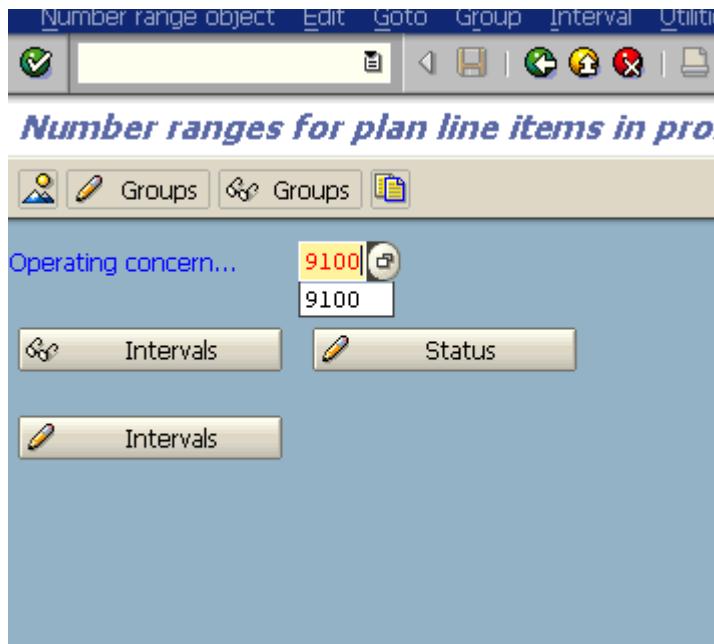 Number range object Edit Goto Group Interval Utiliti
Number ranges for plan line items in pro
Groups Groups
Operating concern... 9100
9100
Intervals Status
Intervals